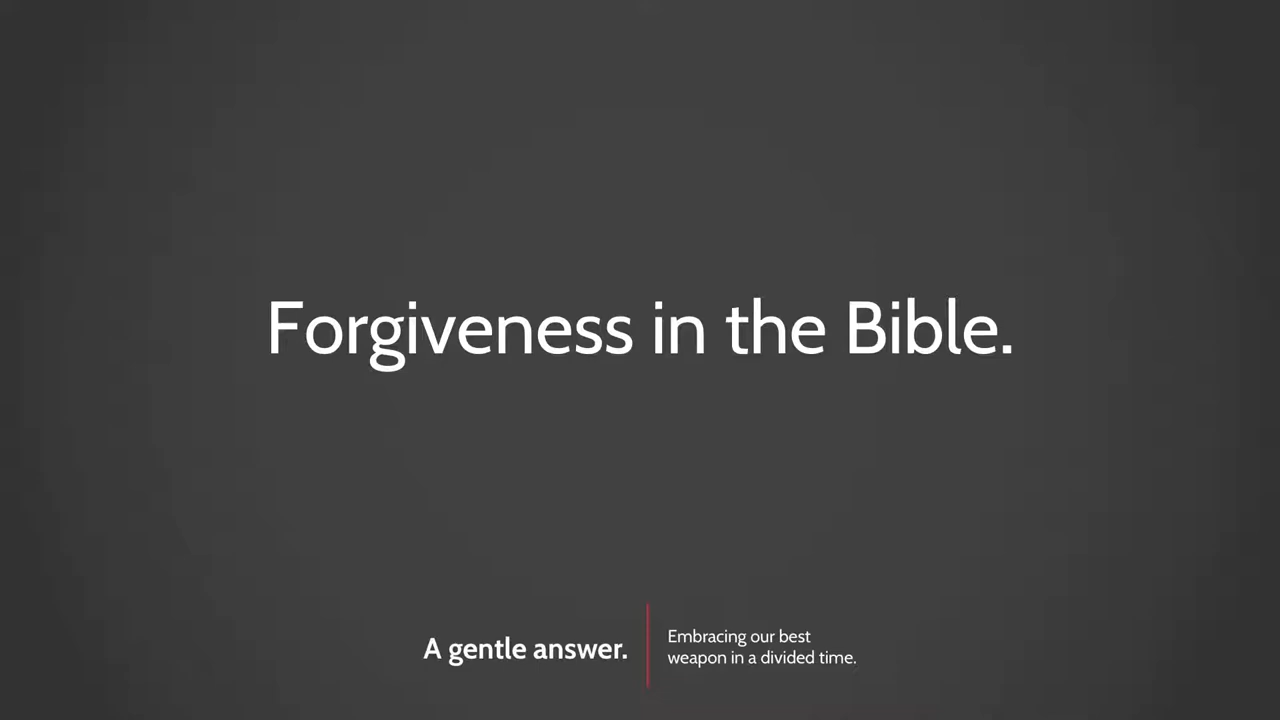 Forgiveness in the Bible.
A gentle answer.
Embracing our best
weapon in a divided time.